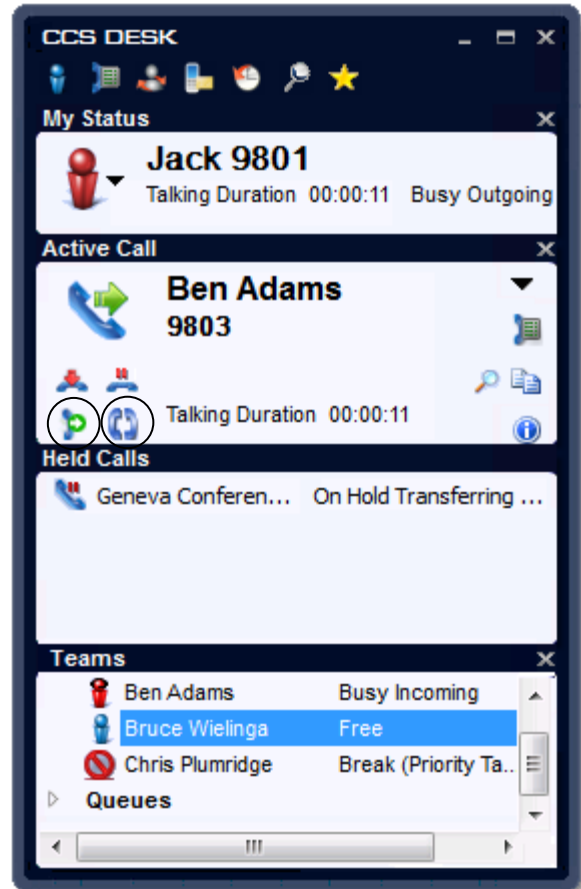 CCS DESK
My Status
Jack 9801
Talking Duration 00:00:11 Busy Outgoing
Active Call
Ben Adams
9803
Talking Duration 00:00:11
Held Calls
Geneva Conferen... On Hold Transferring ...
Teams
Ben Adams Busy Incoming
Bruce Wielinga Free
Chris Plumridge Break (Priority Ta..
Queues